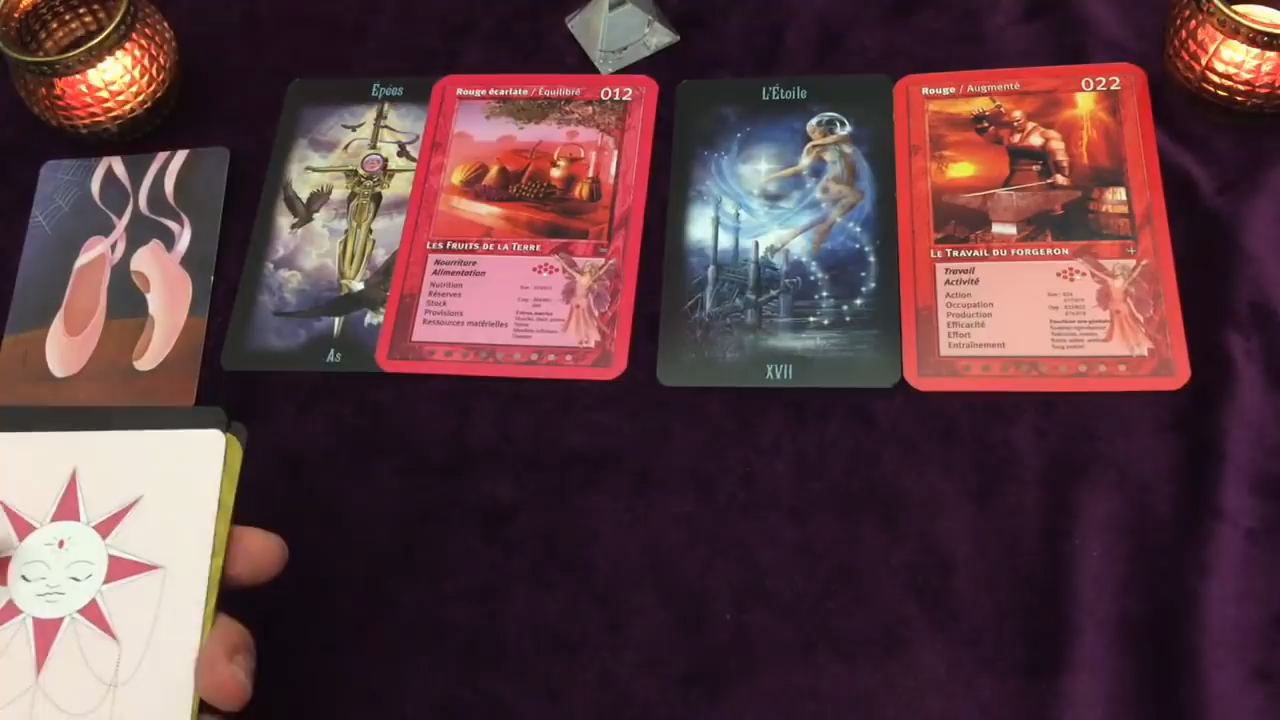 Épées
As
Rouge écarlate / Équilibre 012
Les Fruits de la Terre
Nourriture
Alimentation
Nutrition
Réserves
Stock
Provisions
Ressources matérielles
L'Étoile
XVII
Rouge / Augmenté 022
Le Travail du forgeron +
Travail
Activité
Action
Occupation
Production
Efficacité
Effort
Entraînement